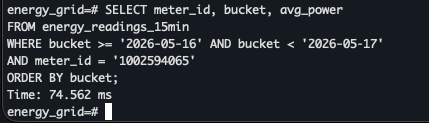 energy_grid=# SELECT meter_id, bucket, avg_power
FROM energy_readings_15min
WHERE bucket >= '2026-05-16' AND bucket < '2026-05-17'
AND meter_id = '1002594065'
ORDER BY bucket;
Time: 74.562 ms
energy_grid=#